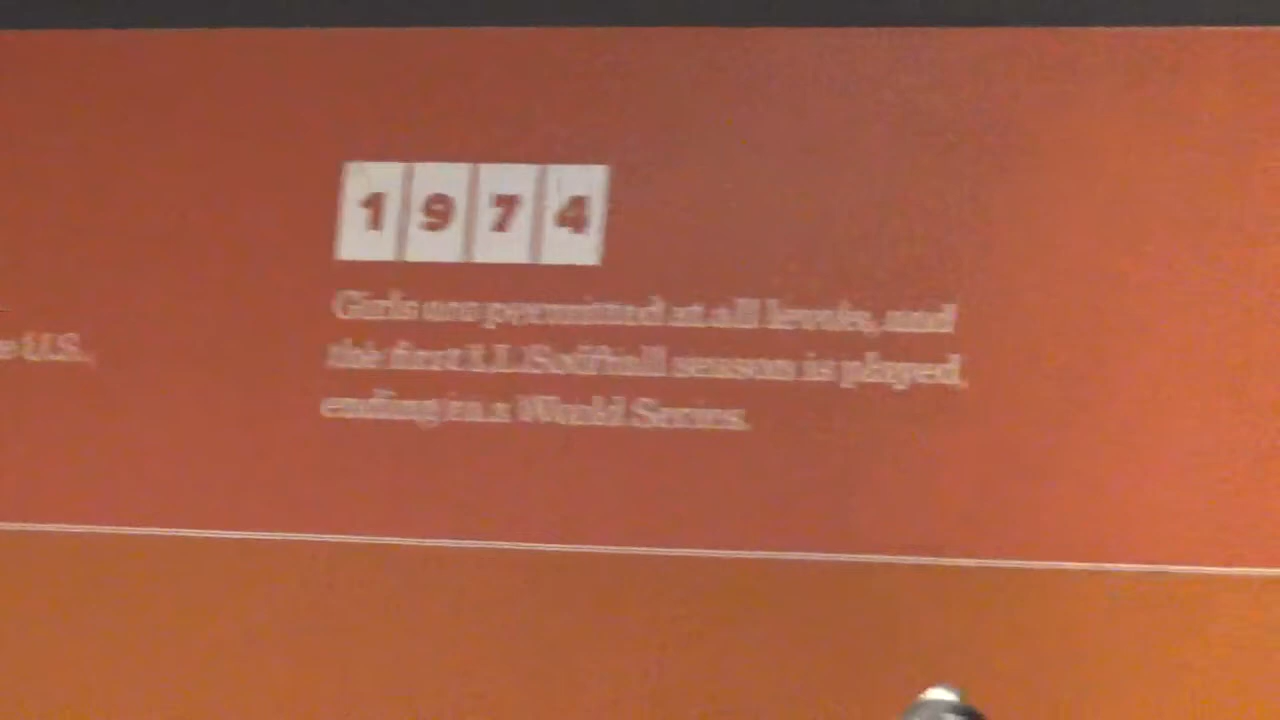 U.S.,
1974
Girls are permitted at all levels, and
the first LL Softball season is played,
ending in a World Series.